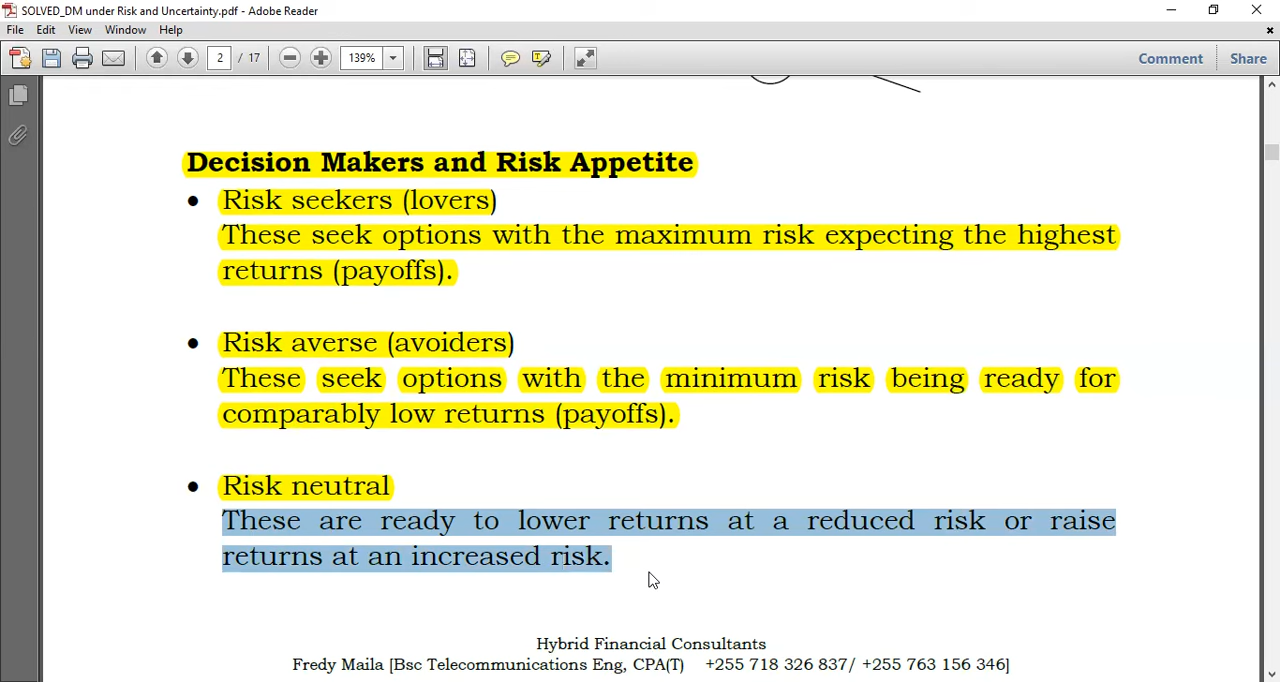 SOLVED_DM under Risk and Uncertainty.pdf - Adobe Reader
File Edit View Window Help
2 / 17 139% Comment Share
Decision Makers and Risk Appetite
• Risk seekers (lovers)
These seek options with the maximum risk expecting the highest
returns (payoffs).
• Risk averse (avoiders)
These seek options with the minimum risk being ready for
comparably low returns (payoffs).
• Risk neutral
These are ready to lower returns at a reduced risk or raise
returns at an increased risk.
Hybrid Financial Consultants
Fredy Maila [Bsc Telecommunications Eng, CPA(T) +255 718 326 837/ +255 763 156 346]